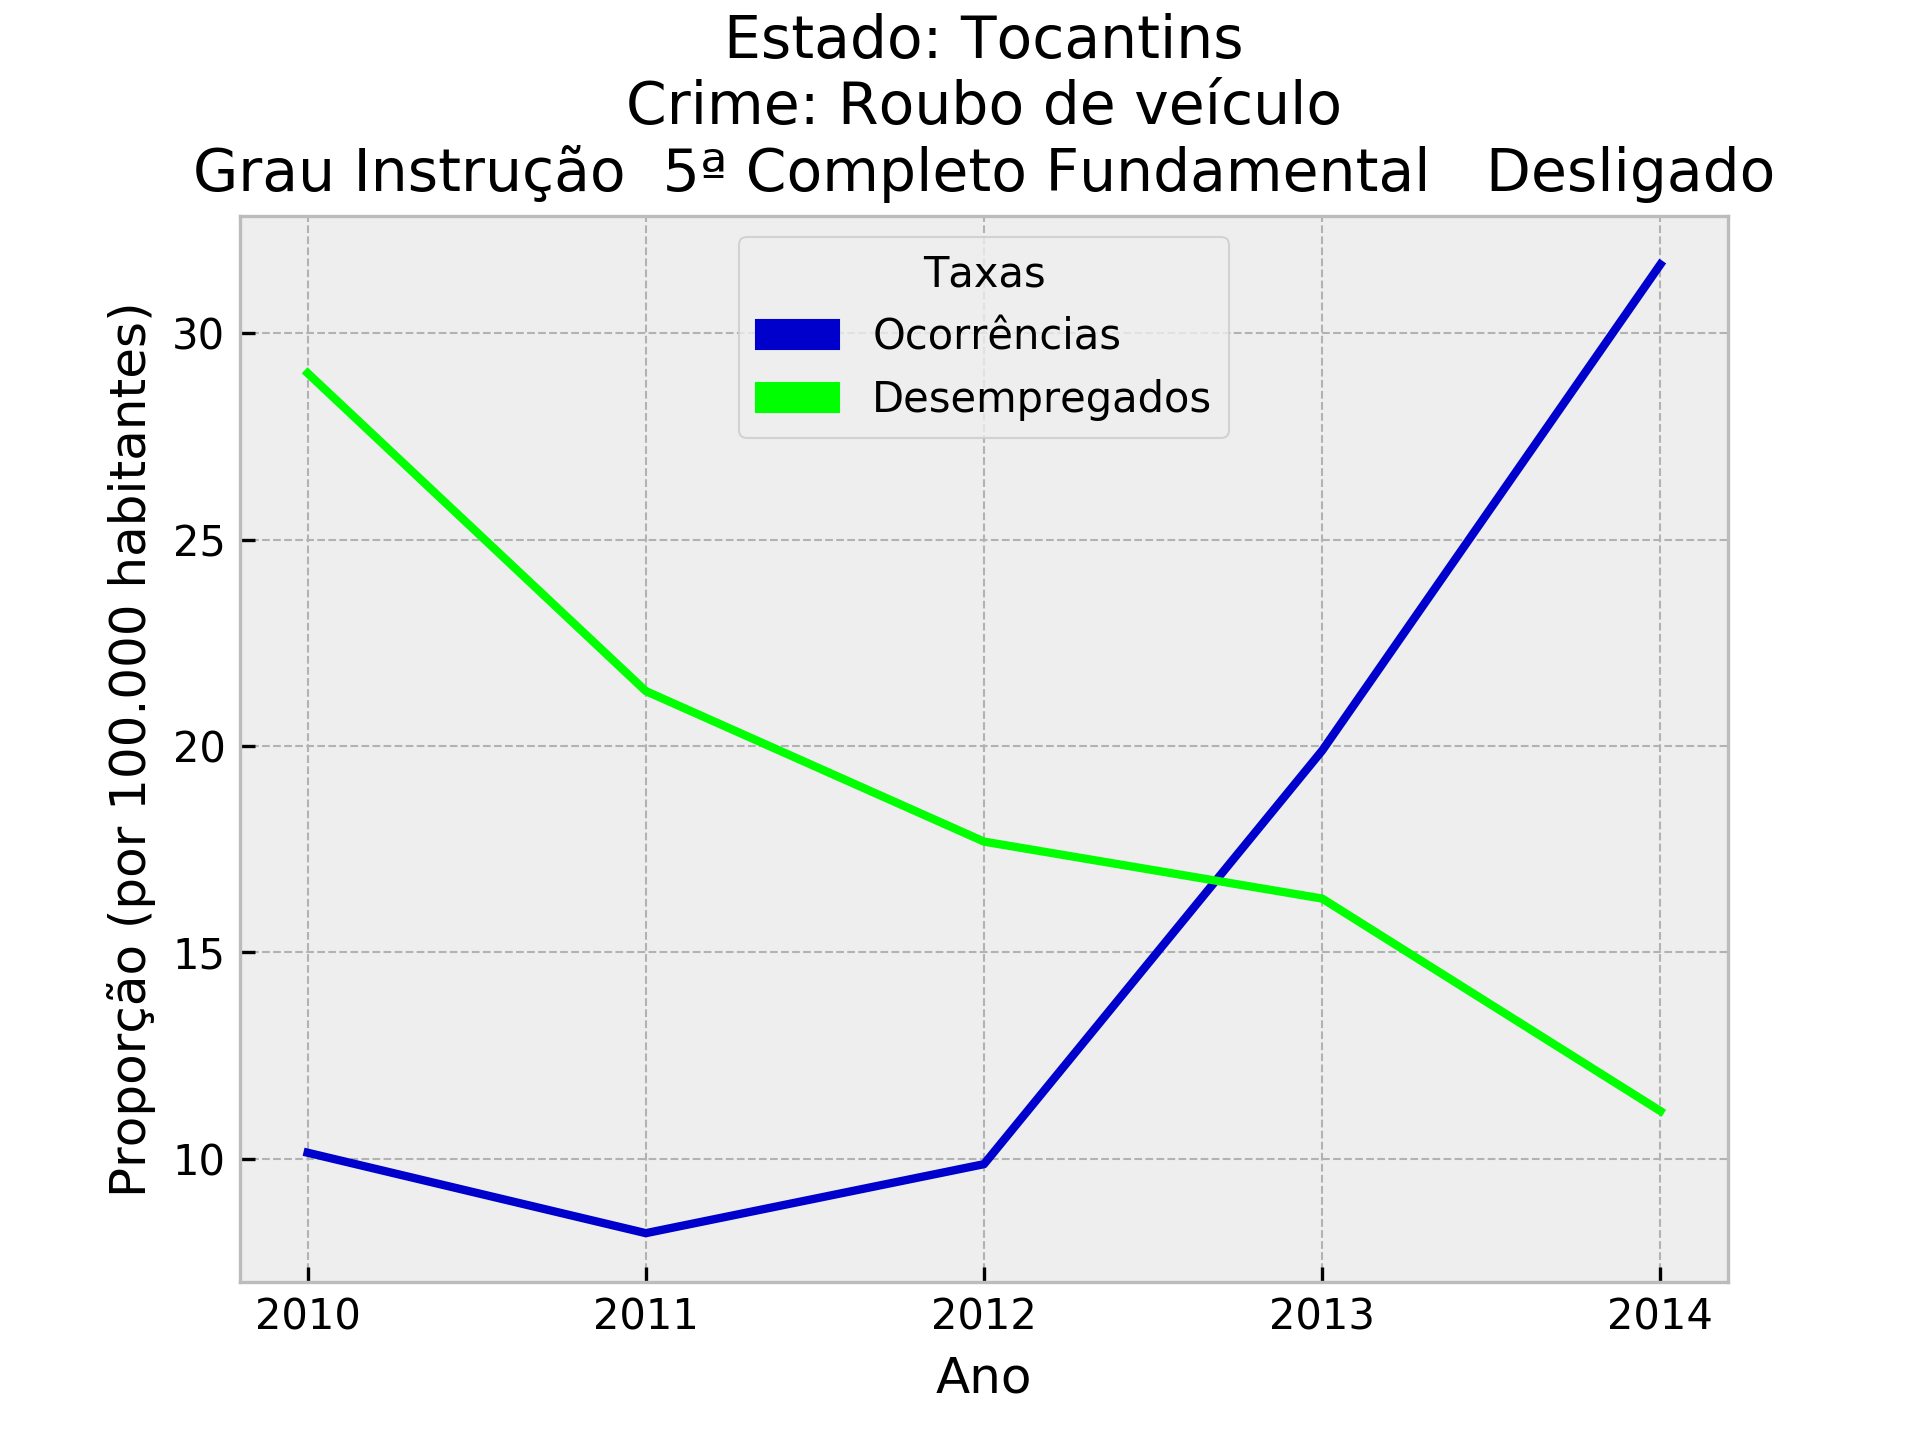 Estado: Tocantins
Crime: Roubo de veículo
Grau Instrução  5ª Completo Fundamental   Desligado
Taxas
Ocorrências
Desempregados
Proporção (por 100.000 habitantes)
30
25
20
15
10
2010
2011
2012
2013
2014
Ano